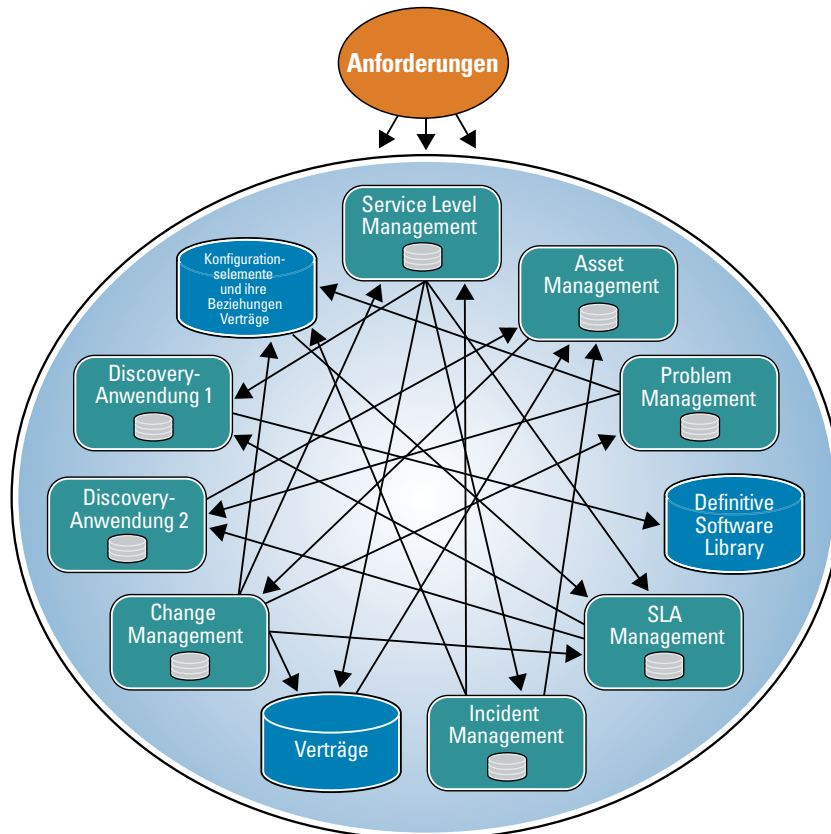 Anforderungen
Service Level
Management
Konfiguration-
selemente
und ihre
Beziehungen
Verträge
Asset
Management
Discovery-
Anwendung 1
Problem
Management
Discovery-
Anwendung 2
Definitive
Software
Library
Change
Management
SLA
Management
Verträge
Incident
Management